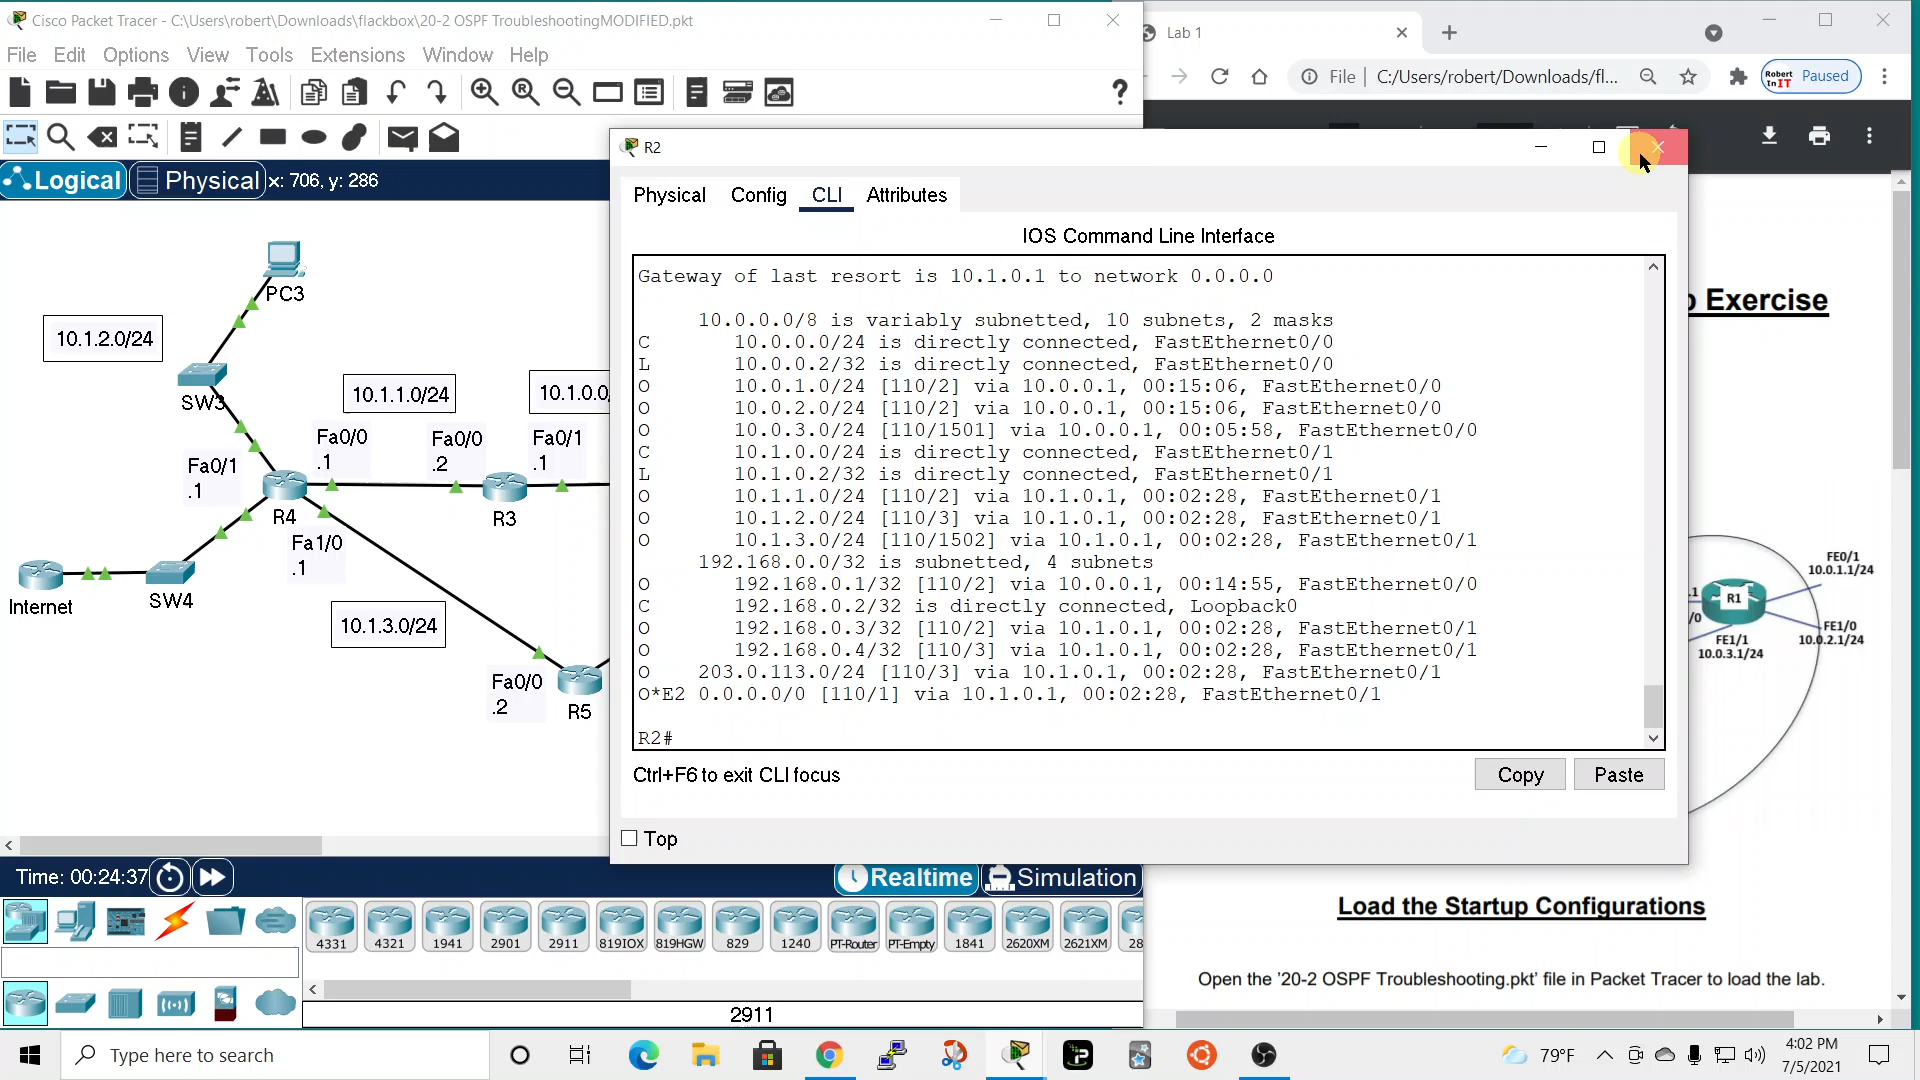 Cisco Packet Tracer - C:\Users\robert\Downloads\flackbox\20-2 OSPF TroubleshootingMODIFIED.pkt
File Edit Options View Tools Extensions Window Help
Logical Physical x: 706, y: 286
PC3
10.1.2.0/24
SW3
10.1.1.0/24
10.1.0.0/
Fa0/0
.1
Fa0/0
.2
Fa0/1
.1
Fa0/1
.1
R4
R3
Fa1/0
.1
Internet
SW4
10.1.3.0/24
Fa0/0
.2
R5
Time: 00:24:37
Realtime Simulation
4331 4321 1941 2901 2911 819IOX 819HGW 829 1240 PT-Router PT-Empty 1841 2620XM 2621XM 28
2911
R2
Physical Config CLI Attributes
IOS Command Line Interface
Gateway of last resort is 10.1.0.1 to network 0.0.0.0
10.0.0.0/8 is variably subnetted, 10 subnets, 2 masks
C 10.0.0.0/24 is directly connected, FastEthernet0/0
L 10.0.0.2/32 is directly connected, FastEthernet0/0
O 10.0.1.0/24 [110/2] via 10.0.0.1, 00:15:06, FastEthernet0/0
O 10.0.2.0/24 [110/2] via 10.0.0.1, 00:15:06, FastEthernet0/0
O 10.0.3.0/24 [110/1501] via 10.0.0.1, 00:05:58, FastEthernet0/0
C 10.1.0.0/24 is directly connected, FastEthernet0/1
L 10.1.0.2/32 is directly connected, FastEthernet0/1
O 10.1.1.0/24 [110/2] via 10.1.0.1, 00:02:28, FastEthernet0/1
O 10.1.2.0/24 [110/3] via 10.1.0.1, 00:02:28, FastEthernet0/1
O 10.1.3.0/24 [110/1502] via 10.1.0.1, 00:02:28, FastEthernet0/1
192.168.0.0/32 is subnetted, 4 subnets
O 192.168.0.1/32 [110/2] via 10.0.0.1, 00:14:55, FastEthernet0/0
C 192.168.0.2/32 is directly connected, Loopback0
O 192.168.0.3/32 [110/2] via 10.1.0.1, 00:02:28, FastEthernet0/1
O 192.168.0.4/32 [110/3] via 10.1.0.1, 00:02:28, FastEthernet0/1
O 203.0.113.0/24 [110/3] via 10.1.0.1, 00:02:28, FastEthernet0/1
O*E2 0.0.0.0/0 [110/1] via 10.1.0.1, 00:02:28, FastEthernet0/1
R2#
Ctrl+F6 to exit CLI focus
Copy Paste
Top
Lab 1
File C:/Users/robert/Downloads/fl...
Robert InIT Paused
Exercise
FE0/1
10.0.1.1/24
.1
/0
R1
FE1/0
10.0.2.1/24
FE1/1
10.0.3.1/24
Load the Startup Configurations
Open the '20-2 OSPF Troubleshooting.pkt' file in Packet Tracer to load the lab.
Type here to search
79°F
4:02 PM
7/5/2021